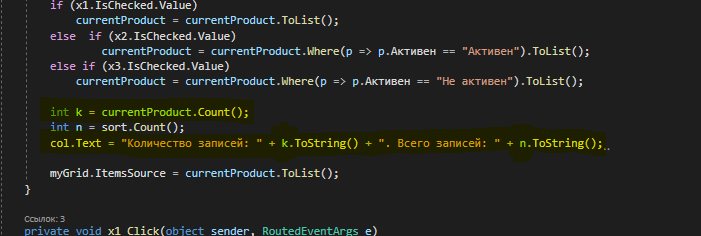 if (x1.IsChecked.Value)
currentProduct = currentProduct.ToList();
else  if (x2.IsChecked.Value)
currentProduct = currentProduct.Where(p => p.Активен == "Активен").ToList();
else if (x3.IsChecked.Value)
currentProduct = currentProduct.Where(p => p.Активен == "Не активен").ToList();
int k = currentProduct.Count();
int n = sort.Count();
col.Text = "Количество записей: " + k.ToString() + ". Всего записей: " + n.ToString();
myGrid.ItemsSource = currentProduct.ToList();
}
Ссылок: 3
private void x1_Click(object sender, RoutedEventArgs e)